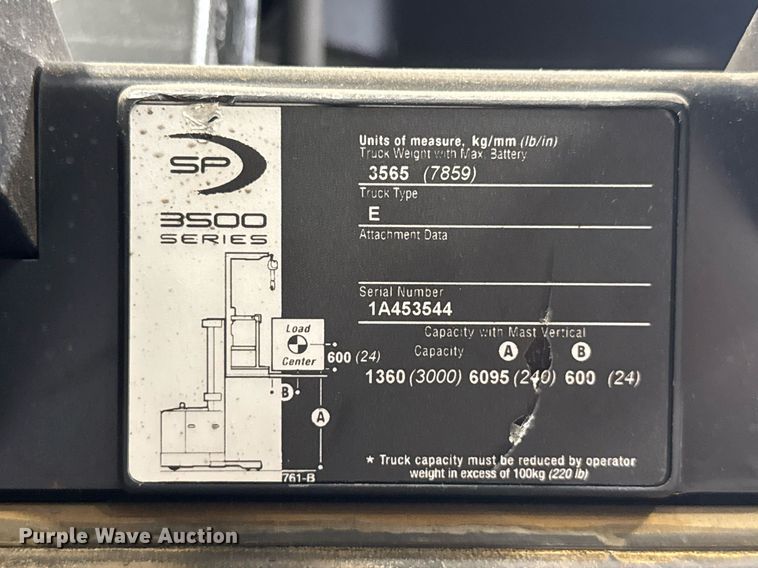 SP
3500
SERIES
Units of measure, kg/mm (lb/in)
Truck Weight with Max. Battery
3565 (7859)
Truck Type
E
Attachment Data
Serial Number
1A453544
Capacity with Mast Vertical
Capacity A B
1360 (3000) 6095 (240) 600 (24)
* Truck capacity must be reduced by operator
weight in excess of 100kg (220 lb)
Load
Center
600 (24)
B
A
761-B
Purple Wave Auction